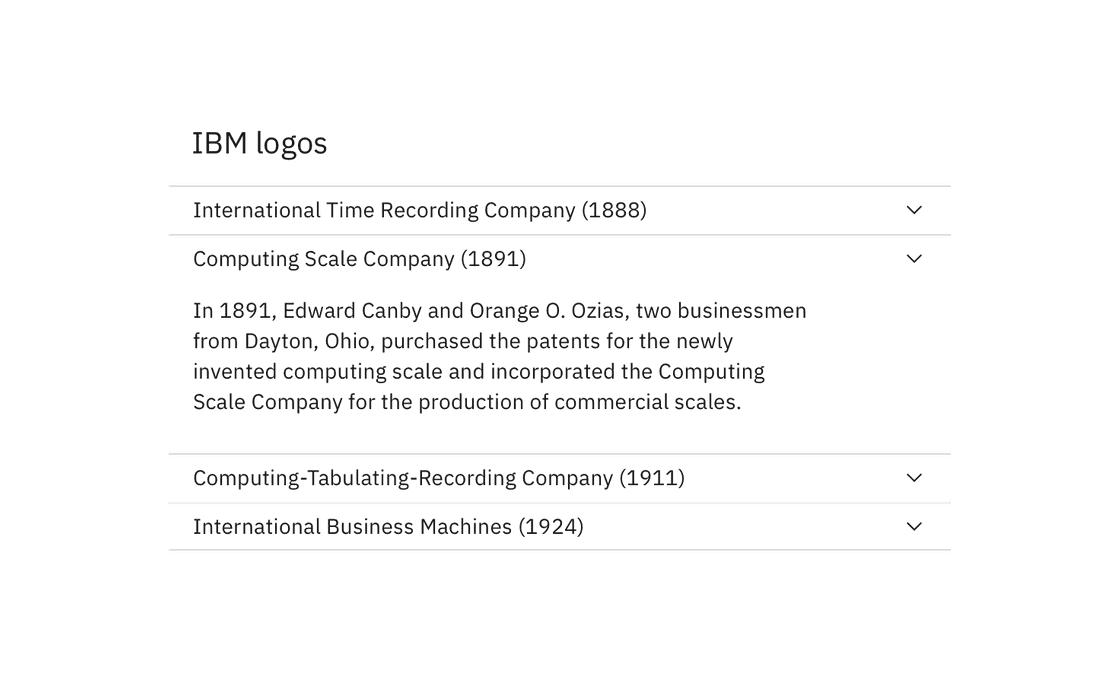 IBM logos
International Time Recording Company (1888)
Computing Scale Company (1891)
In 1891, Edward Canby and Orange O. Ozias, two businessmen
from Dayton, Ohio, purchased the patents for the newly
invented computing scale and incorporated the Computing
Scale Company for the production of commercial scales.
Computing-Tabulating-Recording Company (1911)
International Business Machines (1924)